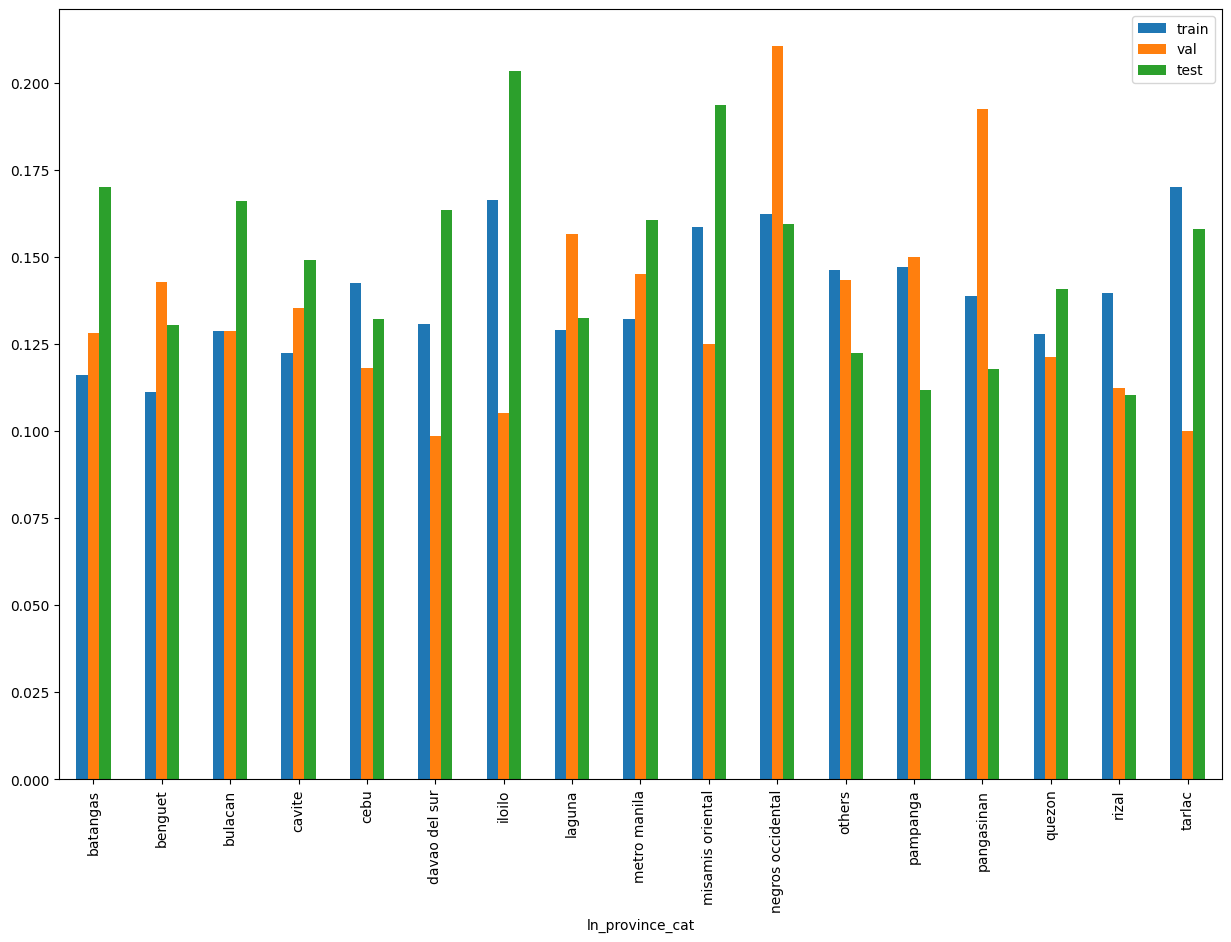 train
val
test
0.200
0.175
0.150
0.125
0.100
0.075
0.050
0.025
0.000
batangas
benguet
bulacan
cavite
cebu
davao del sur
iloilo
laguna
metro manila
misamis oriental
negros occidental
others
pampanga
pangasinan
quezon
rizal
tarlac
ln_province_cat